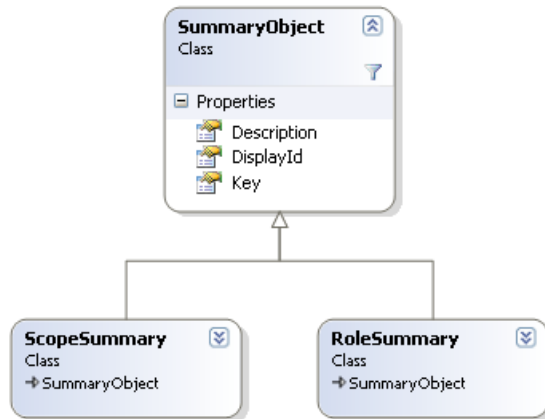 SummaryObject
Class
Properties
Description
DisplayId
Key
ScopeSummary
Class
SummaryObject
RoleSummary
Class
SummaryObject